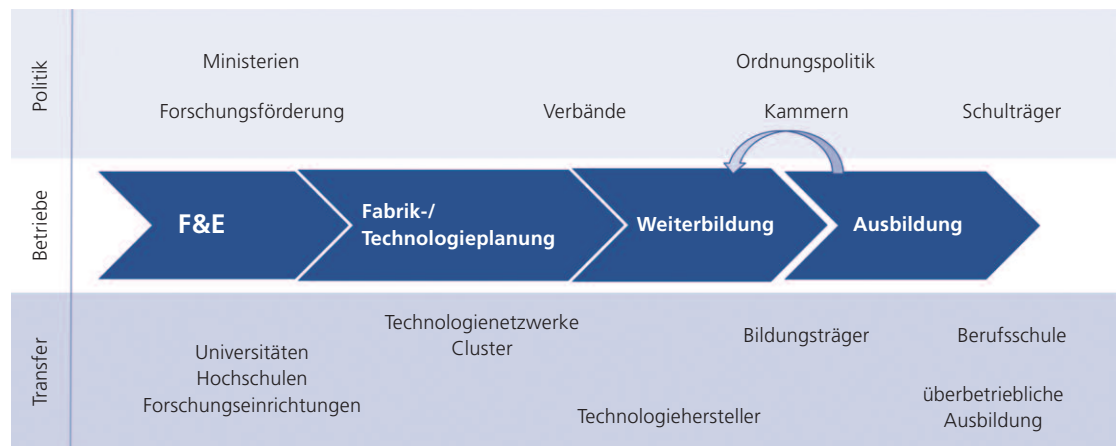 Politik
Ministerien
Ordnungspolitik
Forschungsförderung
Verbände
Kammern
Schulträger
Betriebe
F&E
Fabrik-/
Technologieplanung
Weiterbildung
Ausbildung
Transfer
Technologienetzwerke
Cluster
Bildungsträger
Berufsschule
Universitäten
Hochschulen
Forschungseinrichtungen
Technologiehersteller
überbetriebliche
Ausbildung